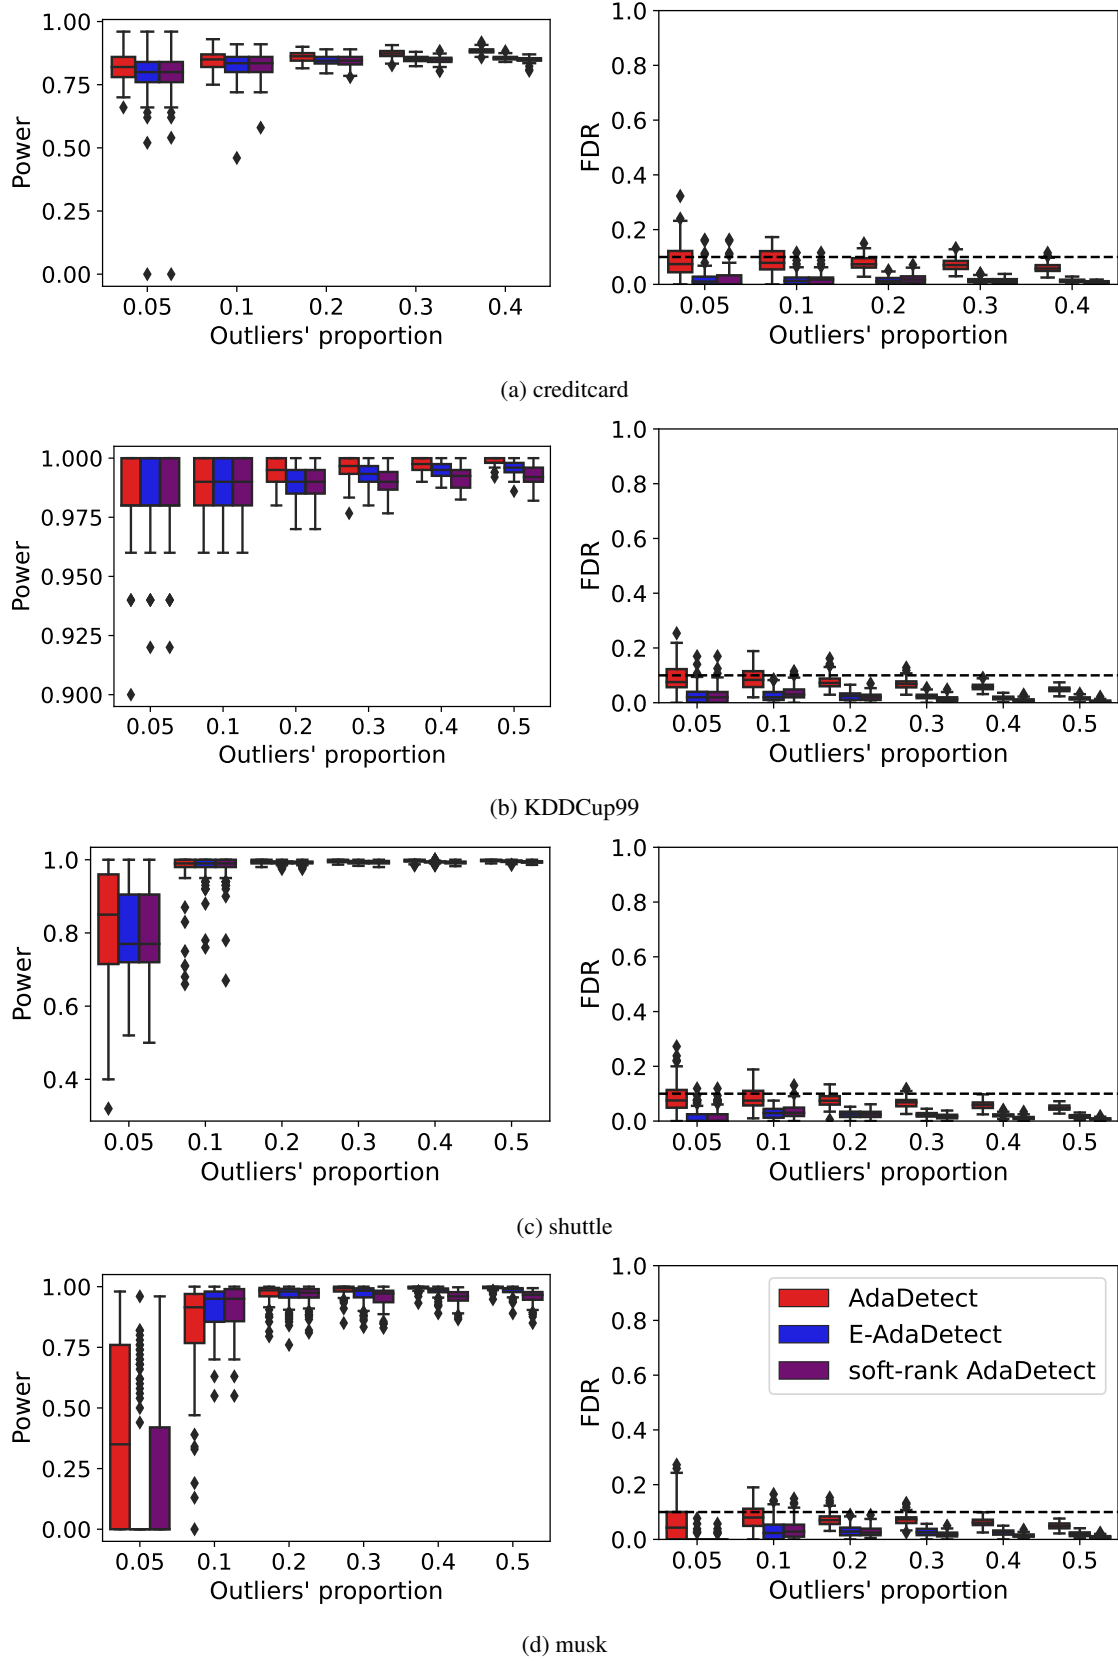 1.00
0.75
0.50
0.25
0.00
Power
0.05 0.1 0.2 0.3 0.4
Outliers' proportion
1.0
0.8
0.6
0.4
0.2
0.0
FDR
0.05 0.1 0.2 0.3 0.4
Outliers' proportion
(a) creditcard
1.000
0.975
0.950
0.925
0.900
Power
0.05 0.1 0.2 0.3 0.4 0.5
Outliers' proportion
1.0
0.8
0.6
0.4
0.2
0.0
FDR
0.05 0.1 0.2 0.3 0.4 0.5
Outliers' proportion
(b) KDDCup99
1.0
0.8
0.6
0.4
Power
0.05 0.1 0.2 0.3 0.4 0.5
Outliers' proportion
1.0
0.8
0.6
0.4
0.2
0.0
FDR
0.05 0.1 0.2 0.3 0.4 0.5
Outliers' proportion
(c) shuttle
1.00
0.75
0.50
0.25
0.00
Power
0.05 0.1 0.2 0.3 0.4 0.5
Outliers' proportion
1.0
0.8
0.6
0.4
0.2
0.0
FDR
AdaDetect
E-AdaDetect
soft-rank AdaDetect
0.05 0.1 0.2 0.3 0.4 0.5
Outliers' proportion
(d) musk